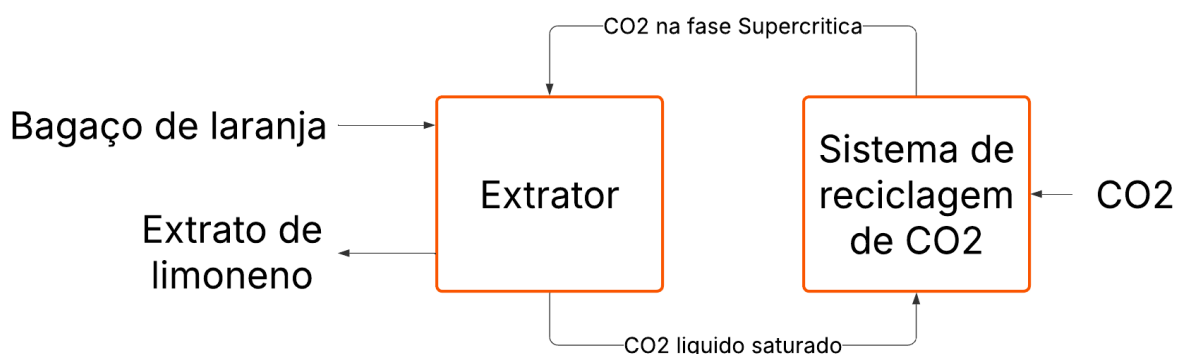 CO2 na fase Supercritica
Bagaço de laranja
Extrato de
limoneno
Extrator
Sistema de
reciclagem
de CO2
CO2
CO2 liquido saturado